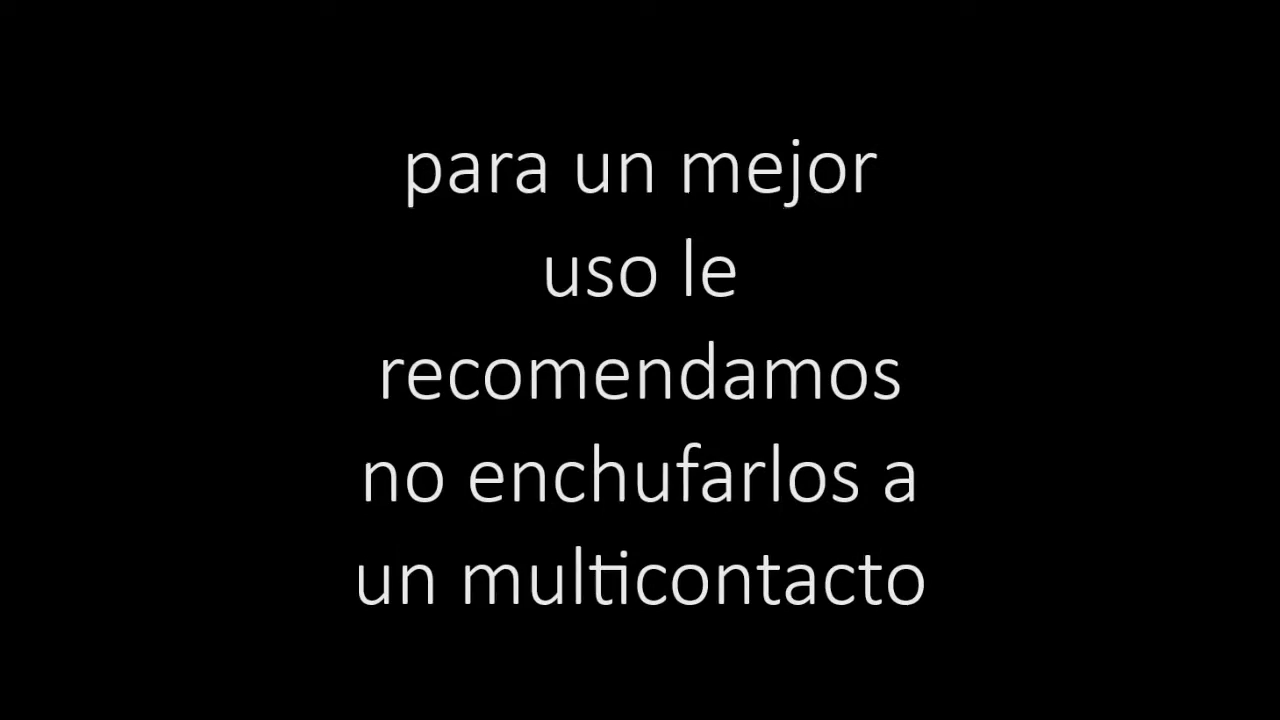 para un mejor
uso le
recomendamos
no enchufarlos a
un multicontacto